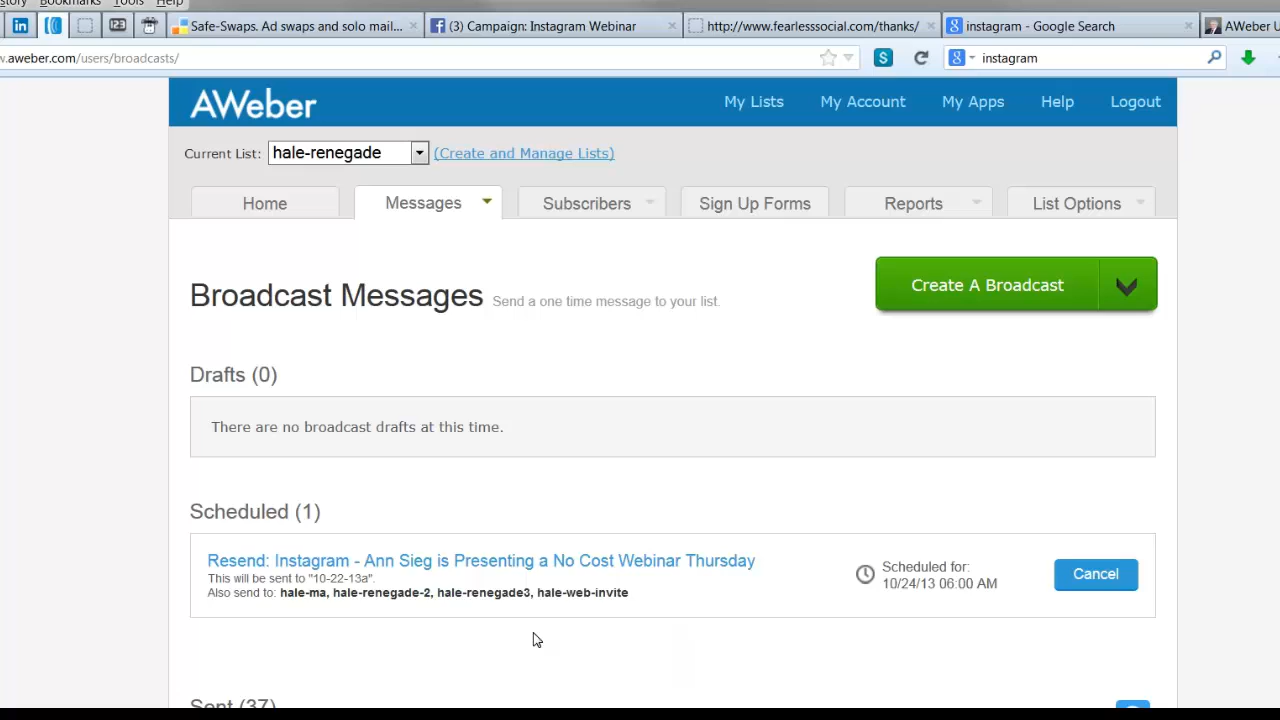 story Bookmarks Tools Help
in Safe-Swaps. Ad swaps and solo mail... × (3) Campaign: Instagram Webinar × http://www.fearlesssocial.com/thanks/ × instagram - Google Search × AWeber
w.aweber.com/users/broadcasts/ S instagram
AWeber My Lists My Account My Apps Help Logout
Current List: hale-renegade (Create and Manage Lists)
Home Messages Subscribers Sign Up Forms Reports List Options
Broadcast Messages Send a one time message to your list. Create A Broadcast
Drafts (0)
There are no broadcast drafts at this time.
Scheduled (1)
Resend: Instagram - Ann Sieg is Presenting a No Cost Webinar Thursday
This will be sent to "10-22-13a".
Also send to: hale-ma, hale-renegade-2, hale-renegade3, hale-web-invite
Scheduled for:
10/24/13 06:00 AM
Cancel
Sent (37)